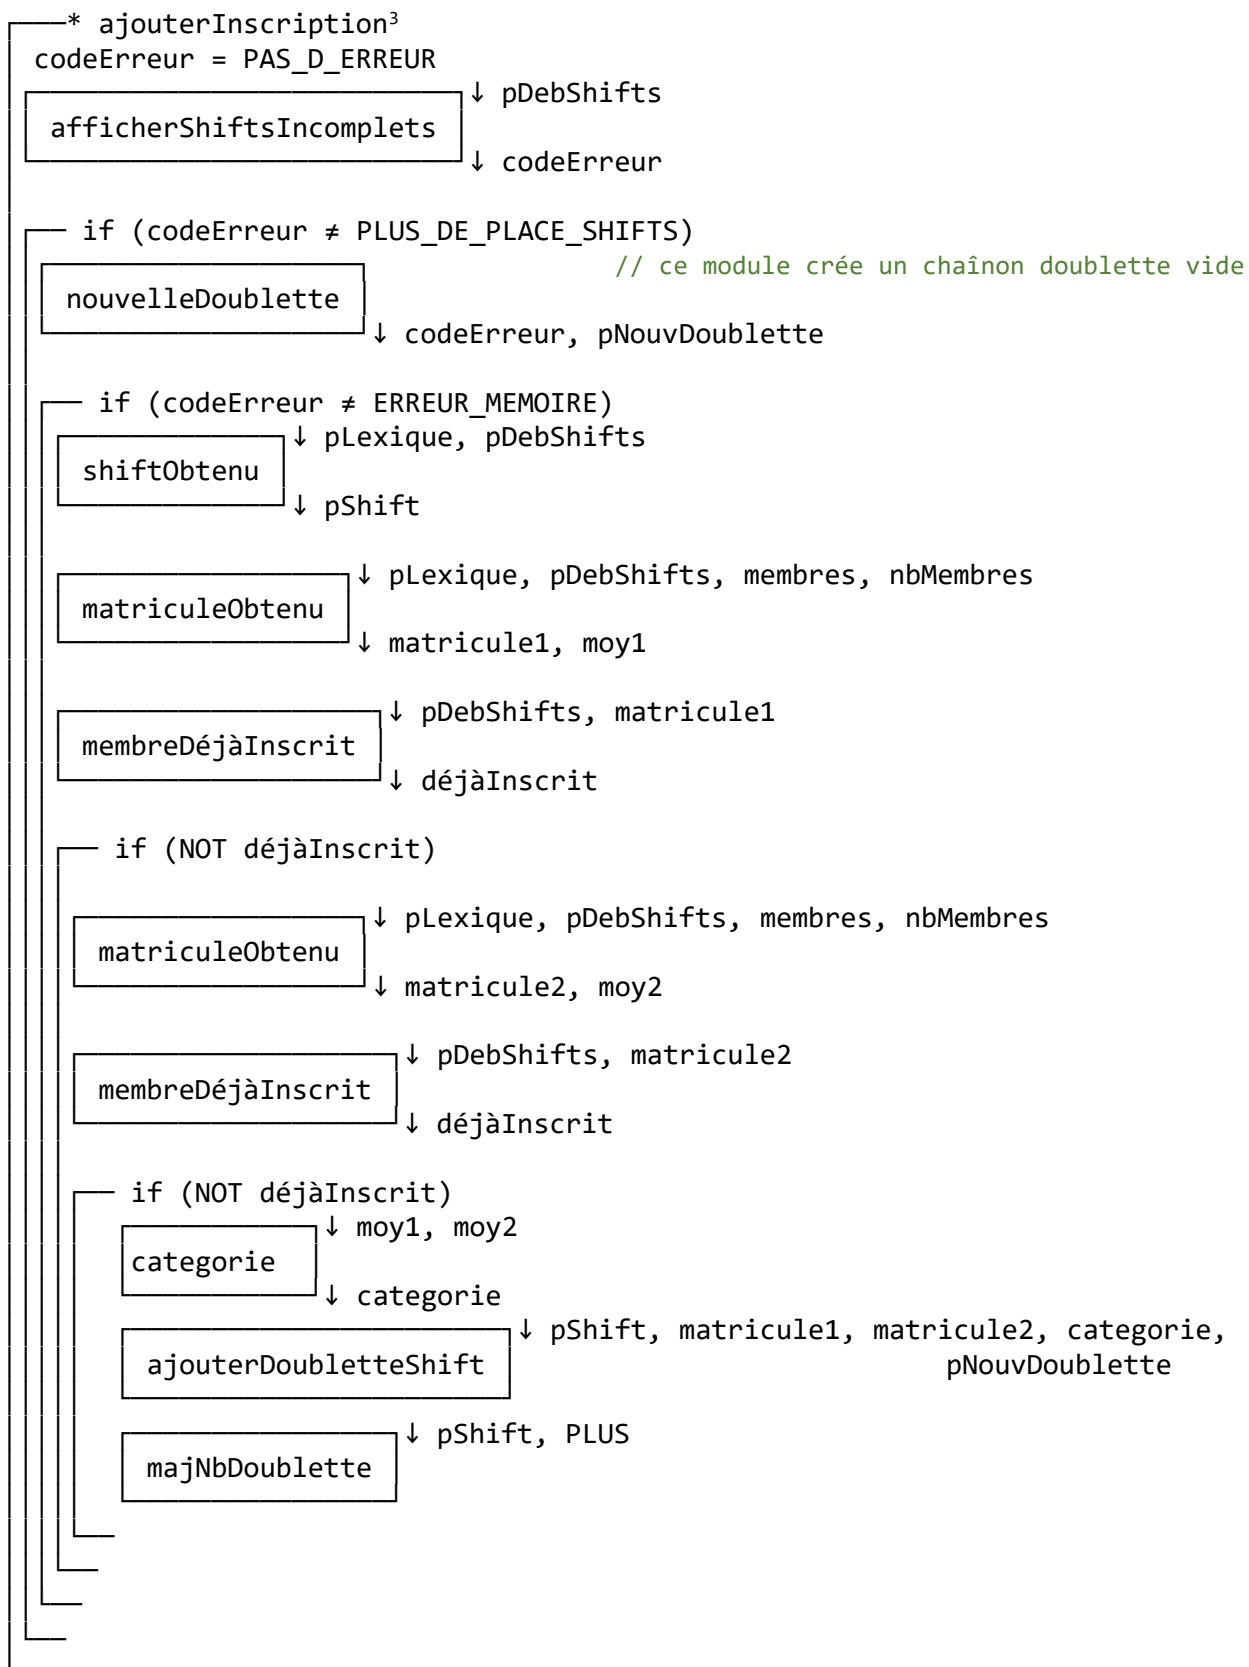 * ajouterInscription³
codeErreur = PAS_D_ERREUR
↓ pDebShifts
afficherShiftsIncomplets
↓ codeErreur
if (codeErreur ≠ PLUS_DE_PLACE_SHIFTS)
// ce module crée un chaînon doublette vide
nouvelleDoublette
↓ codeErreur, pNouvDoublette
if (codeErreur ≠ ERREUR_MEMOIRE)
↓ pLexique, pDebShifts
shiftObtenu
↓ pShift
↓ pLexique, pDebShifts, membres, nbMembres
matriculeObtenu
↓ matricule1, moy1
↓ pDebShifts, matricule1
membreDéjàInscrit
↓ déjàInscrit
if (NOT déjàInscrit)
↓ pLexique, pDebShifts, membres, nbMembres
matriculeObtenu
↓ matricule2, moy2
↓ pDebShifts, matricule2
membreDéjàInscrit
↓ déjàInscrit
if (NOT déjàInscrit)
↓ moy1, moy2
categorie
↓ categorie
↓ pShift, matricule1, matricule2, categorie,
ajouterDoubletteShift pNouvDoublette
↓ pShift, PLUS
majNbDoublette